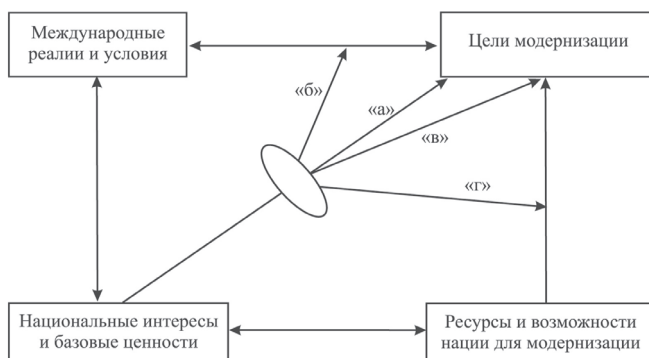 Международные
реалии и условия
Цели модернизации
«б»
«а»
«в»
«г»
Национальные интересы
и базовые ценности
Ресурсы и возможности
нации для модернизации